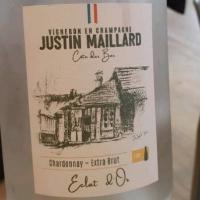 VIGNERON EN CHAMPAGNE
JUSTIN MAILLARD
Côte des Bar
Chardonnay - Extra Brut
Eclat d'Or